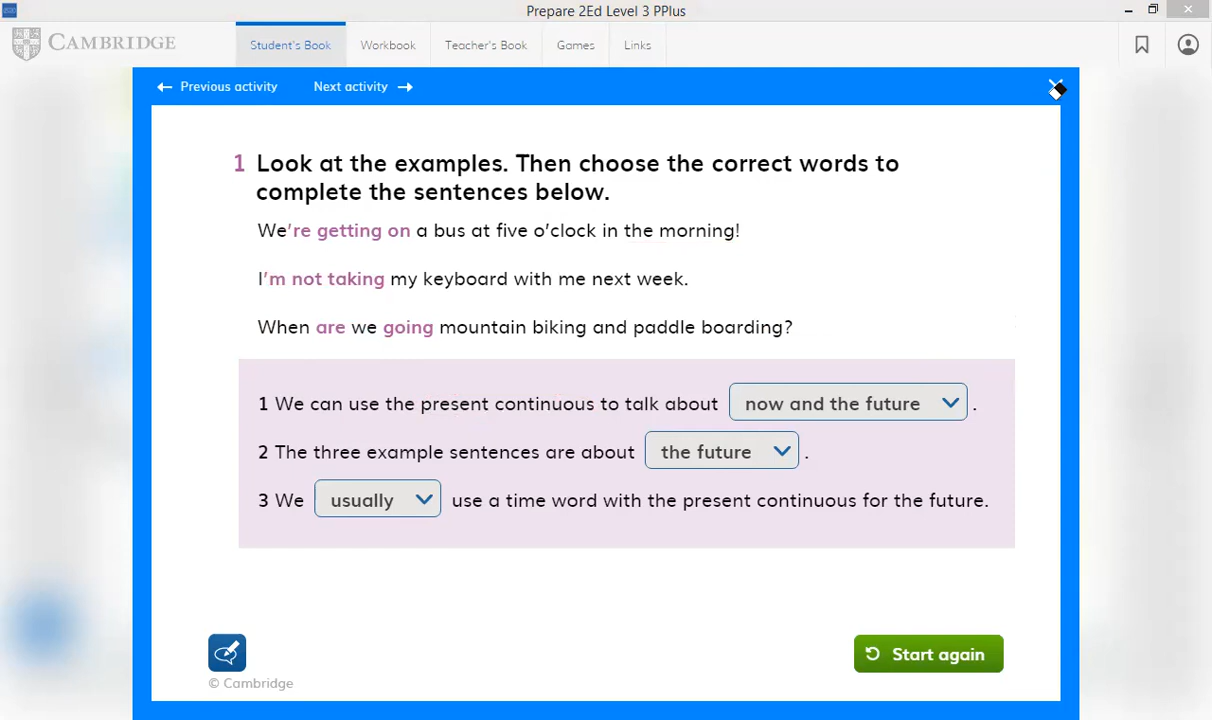 Prepare 2Ed Level 3 PPlus
CAMBRIDGE Student's Book Workbook Teacher's Book Games Links
Previous activity Next activity
1 Look at the examples. Then choose the correct words to
complete the sentences below.
We're getting on a bus at five o'clock in the morning!
I'm not taking my keyboard with me next week.
When are we going mountain biking and paddle boarding?
1 We can use the present continuous to talk about now and the future .
2 The three example sentences are about the future .
3 We usually use a time word with the present continuous for the future.
Start again
© Cambridge